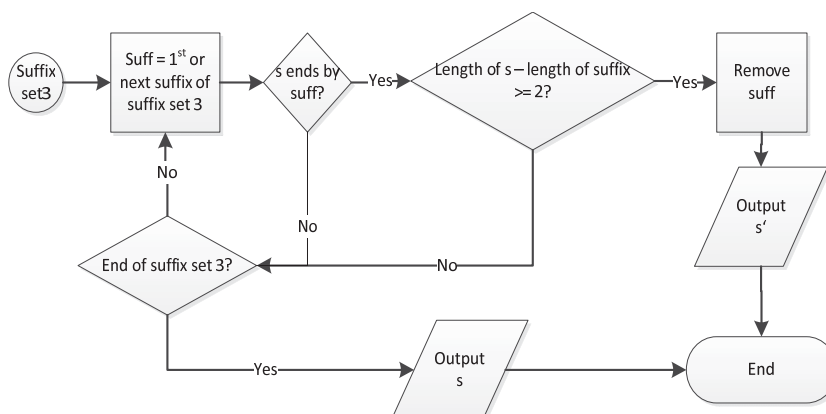 Suffix
set3
Suff = 1st or
next suffix of
suffix set 3
s ends by
suff?
Yes
Length of s – length of suffix
>= 2?
Yes
Remove
suff
No
No
Output
s‘
End of suffix set 3?
No
Yes
Output
s
End